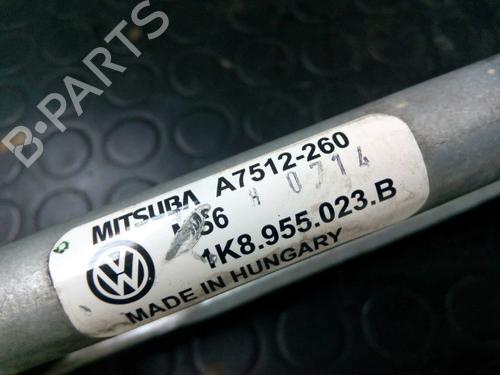 B-PARTS
MITSUBA A7512-260
H 0714
1K8.955.023.B
MADE IN HUNGARY